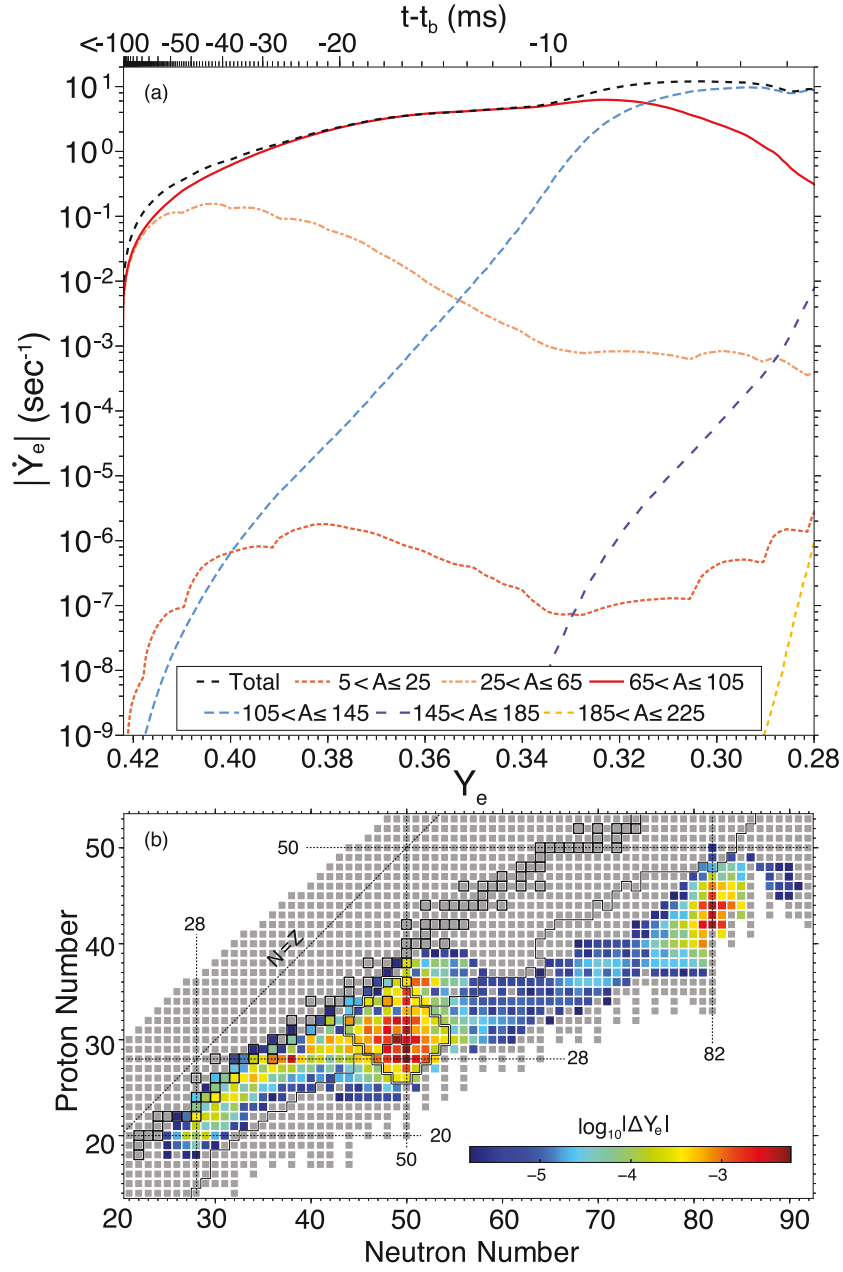 t-t_b (ms)
<-100 -50 -40 -30 -20 -10
(a)
10^1
10^0
10^-1
10^-2
10^-3
10^-4
10^-5
10^-6
10^-7
10^-8
10^-9
|Ẏ_e| (sec^-1)
Total 5<A≤25 25<A≤65 65<A≤105
105<A≤145 145<A≤185 185<A≤225
0.42 0.40 0.38 0.36 0.34 0.32 0.30 0.28
Y_e
(b)
50
50
28
N=Z
40
30
28
82
20
20
50
log_10|ΔY_e|
-5 -4 -3
Proton Number
20 30 40 50 60 70 80 90
Neutron Number